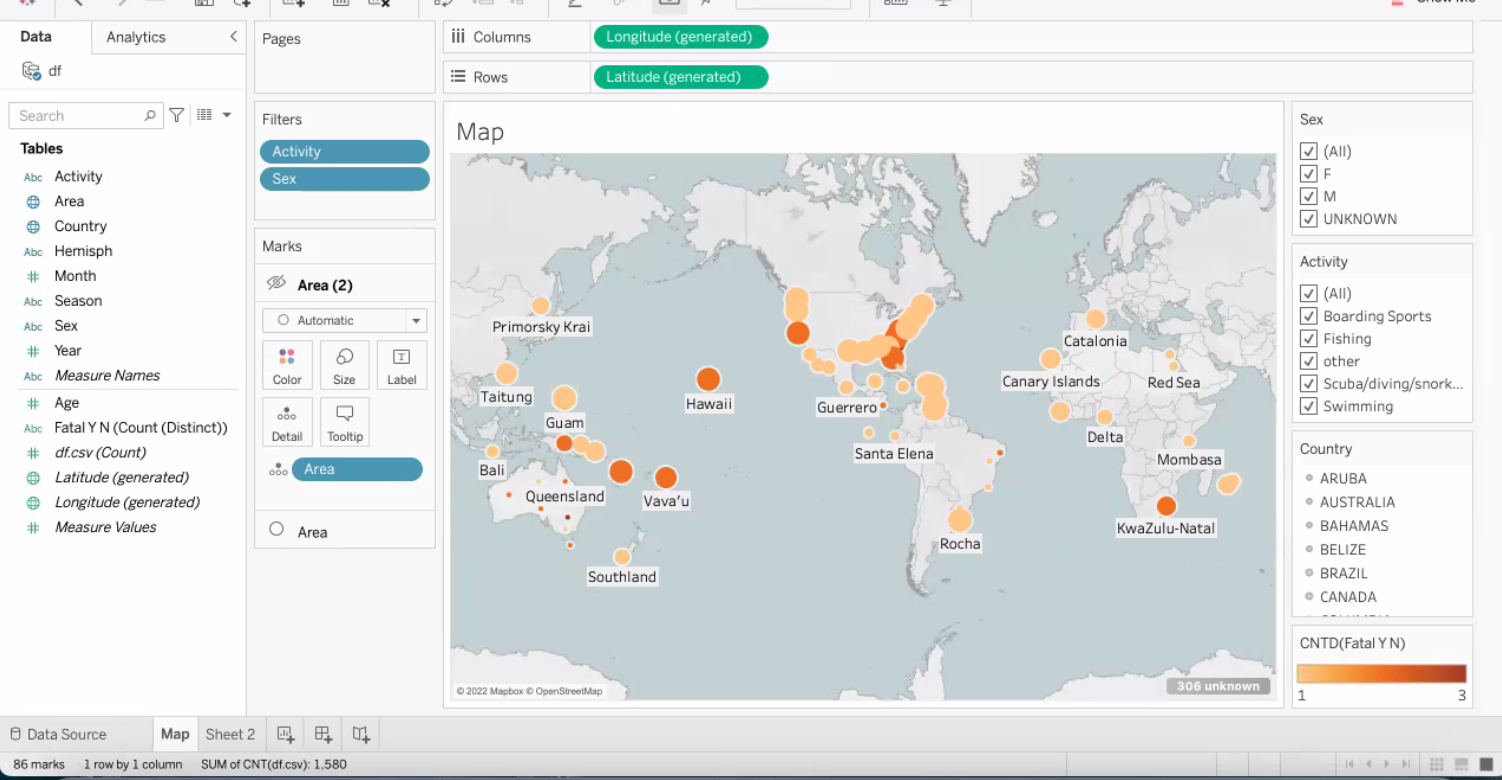 Show Me
Data
Analytics
df
Search
Tables
Abc Activity
Area
Country
Abc Hemisph
# Month
Abc Season
Abc Sex
# Year
Abc Measure Names
# Age
Abc Fatal Y N (Count (Distinct))
# df.csv (Count)
Latitude (generated)
Longitude (generated)
# Measure Values
Pages
Filters
Activity
Sex
Marks
Area (2)
Automatic
Color
Size
T
Label
Detail
Tooltip
Area
Area
Columns
Longitude (generated)
Rows
Latitude (generated)
Map
Primorsky Krai
Catalonia
Taitung
Hawaii
Guerrero
Canary Islands
Red Sea
Guam
Bali
Santa Elena
Delta
Mombasa
Queensland
Vava'u
KwaZulu-Natal
Rocha
Southland
© 2022 Mapbox © OpenStreetMap
306 unknown
Sex
(All)
F
M
UNKNOWN
Activity
(All)
Boarding Sports
Fishing
other
Scuba/diving/snork...
Swimming
Country
ARUBA
AUSTRALIA
BAHAMAS
BELIZE
BRAZIL
CANADA
CNTD(Fatal Y N)
1
3
Data Source
Map
Sheet 2
86 marks
1 row by 1 column
SUM of CNT(df.csv): 1,580